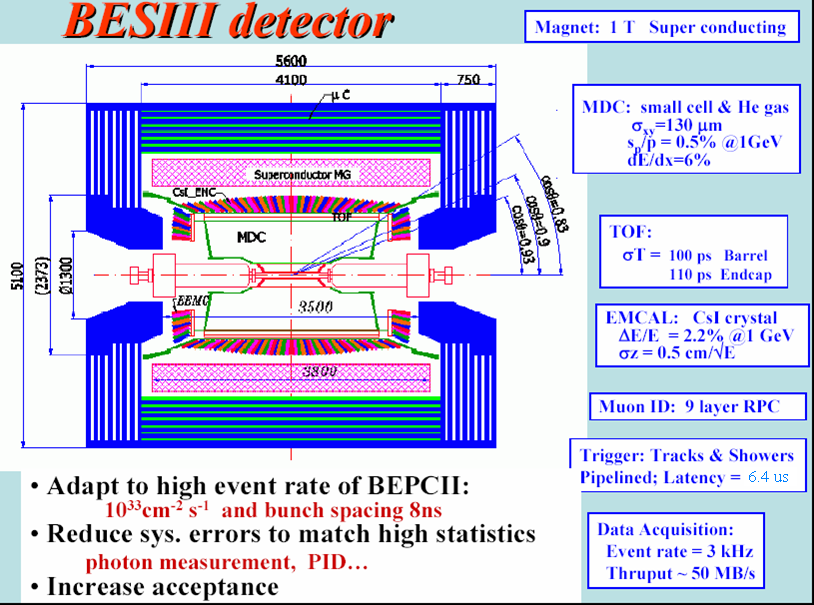 BESIII detector
Magnet: 1 T Super conducting
5600
4100
750
μ C
Superconductor MG
CsI_EMC
TOF
MDC
cosθ=0.83
cosθ=0.9
cosθ=0.93
5100
(2373)
Ø1300
EEMC
3500
3800
MDC: small cell & He gas
σxy=130 μm
sp/p = 0.5% @1GeV
dE/dx=6%
TOF:
σT = 100 ps Barrel
110 ps Endcap
EMCAL: CsI crystal
ΔE/E = 2.2% @1 GeV
σz = 0.5 cm/√E
Muon ID: 9 layer RPC
Trigger: Tracks & Showers
Pipelined; Latency = 6.4 us
Data Acquisition:
Event rate = 3 kHz
Thruput ~ 50 MB/s
• Adapt to high event rate of BEPCII:
10³³cm⁻² s⁻¹ and bunch spacing 8ns
• Reduce sys. errors to match high statistics
photon measurement, PID…
• Increase acceptance